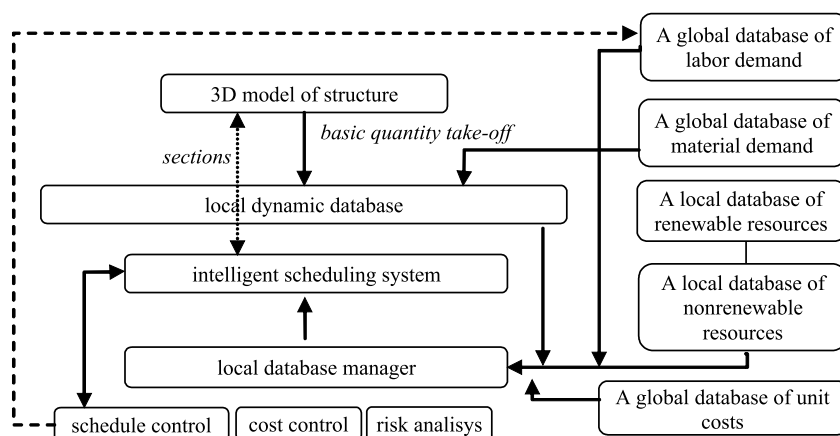 A global database of
labor demand
3D model of structure
basic quantity take-off
sections
A global database of
material demand
local dynamic database
A local database of
renewable resources
intelligent scheduling system
A local database of
nonrenewable
resources
local database manager
A global database of unit
costs
schedule control
cost control
risk analisys